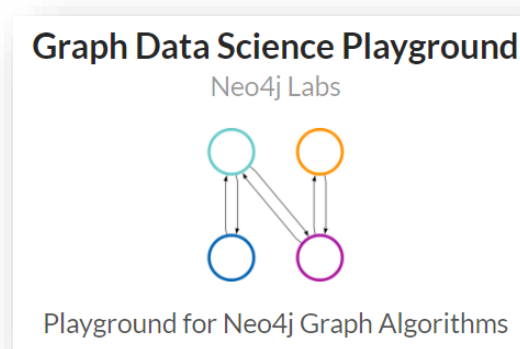 Graph Data Science Playground
Neo4j Labs
Playground for Neo4j Graph Algorithms